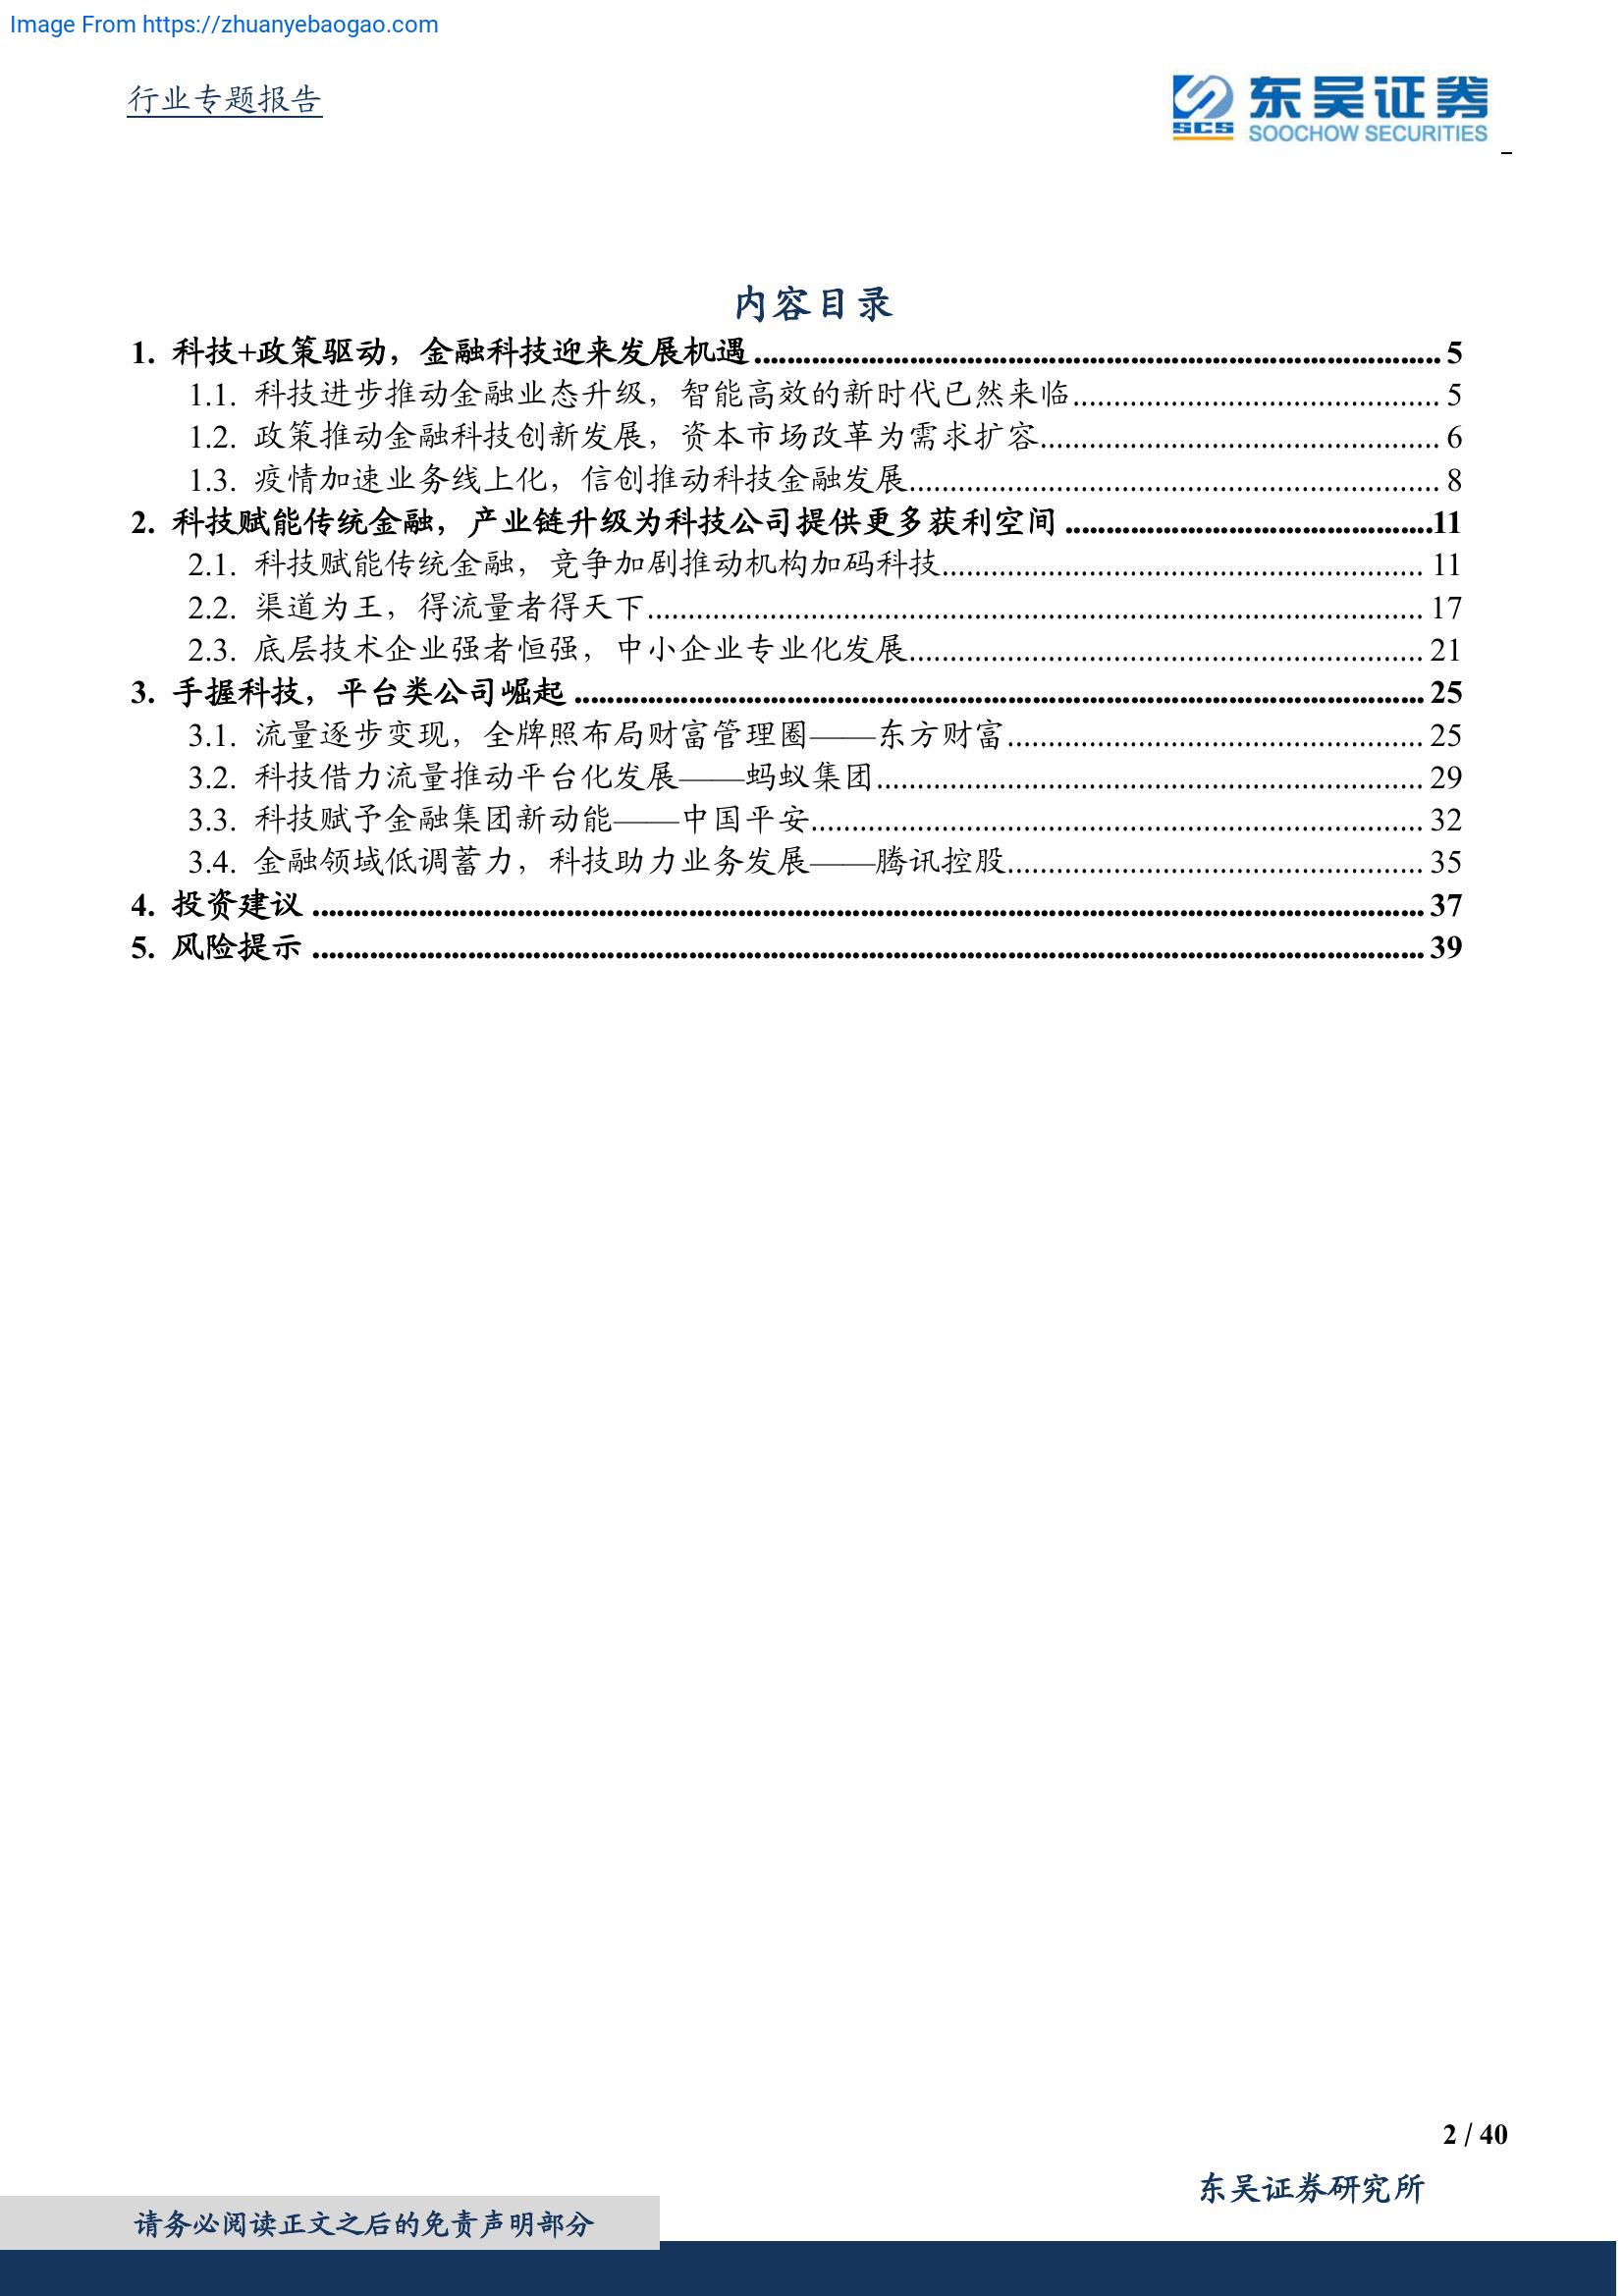 Image From https://zhuanyebaogao.com
行业专题报告
东吴证券
SCS
SOOCHOW SECURITIES
内容目录
1. 科技+政策驱动，金融科技迎来发展机遇 5
1.1. 科技进步推动金融业态升级，智能高效的新时代已然来临 5
1.2. 政策推动金融科技创新发展，资本市场改革为需求扩容 6
1.3. 疫情加速业务线上化，信创推动科技金融发展 8
2. 科技赋能传统金融，产业链升级为科技公司提供更多获利空间 11
2.1. 科技赋能传统金融，竞争加剧推动机构加码科技 11
2.2. 渠道为王，得流量者得天下 17
2.3. 底层技术企业强者恒强，中小企业专业化发展 21
3. 手握科技，平台类公司崛起 25
3.1. 流量逐步变现，全牌照布局财富管理圈——东方财富 25
3.2. 科技借力流量推动平台化发展——蚂蚁集团 29
3.3. 科技赋予金融集团新动能——中国平安 32
3.4. 金融领域低调蓄力，科技助力业务发展——腾讯控股 35
4. 投资建议 37
5. 风险提示 39
2 / 40
东吴证券研究所
请务必阅读正文之后的免责声明部分